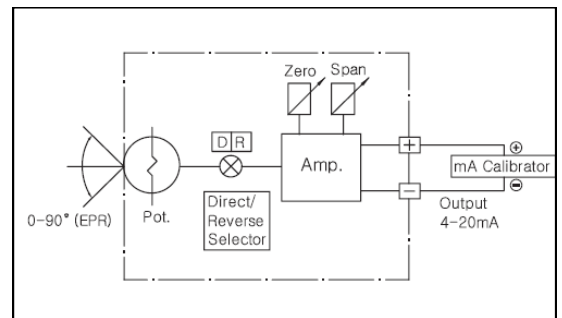 Zero Span
D R
+
⊕
Amp.
mA Calibrator
−
⊖
0-90° (EPR)
Pot.
Direct/
Reverse
Selector
Output
4-20mA